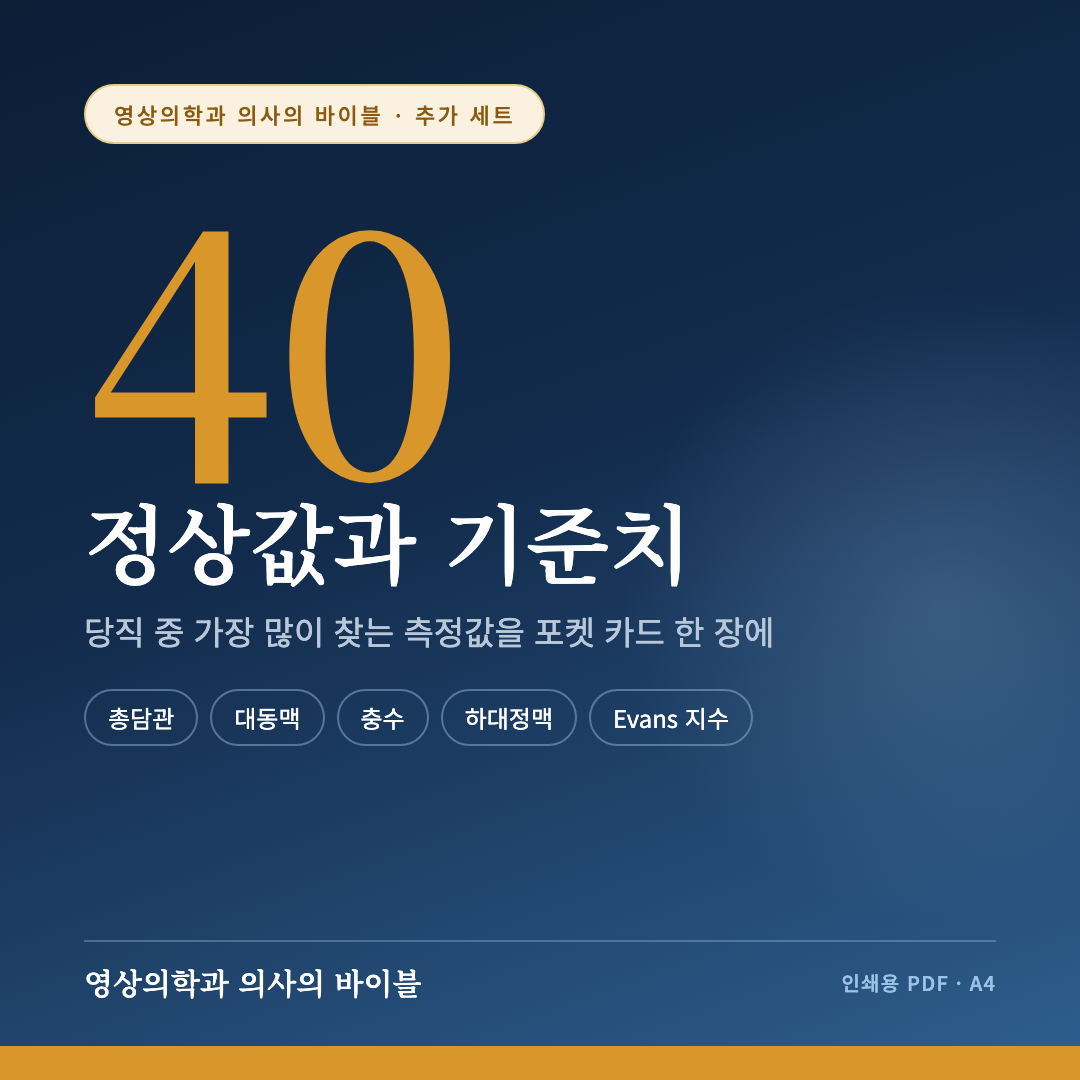 영상의학과 의사의 바이블 · 추가 세트
40
정상값과 기준치
당직 중 가장 많이 찾는 측정값을 포켓 카드 한 장에
총담관 대동맥 충수 하대정맥 Evans 지수
영상의학과 의사의 바이블 인쇄용 PDF · A4